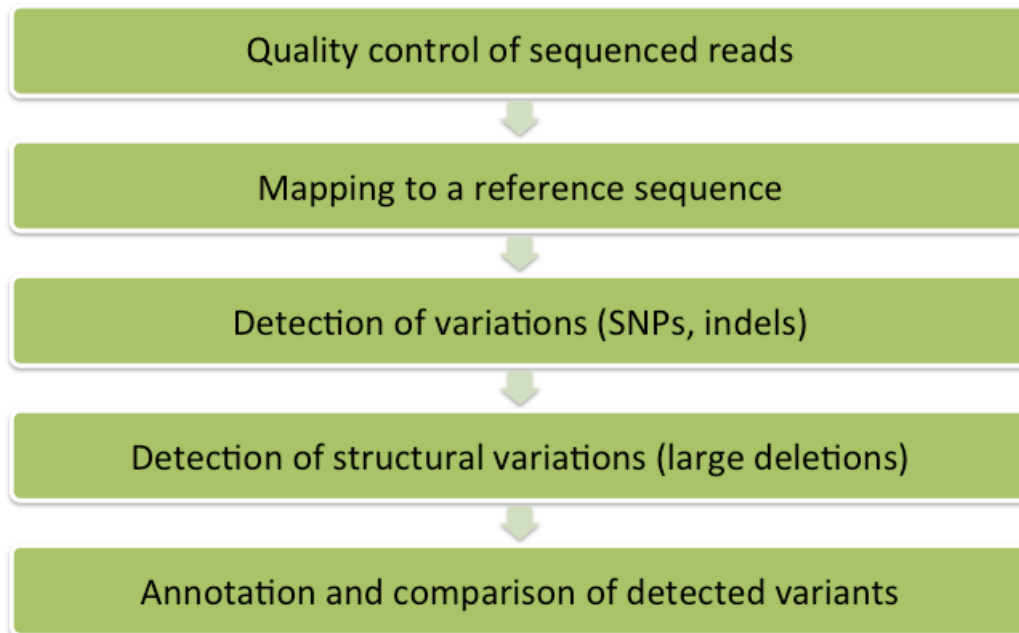 Quality control of sequenced reads
Mapping to a reference sequence
Detection of variations (SNPs, indels)
Detection of structural variations (large deletions)
Annotation and comparison of detected variants